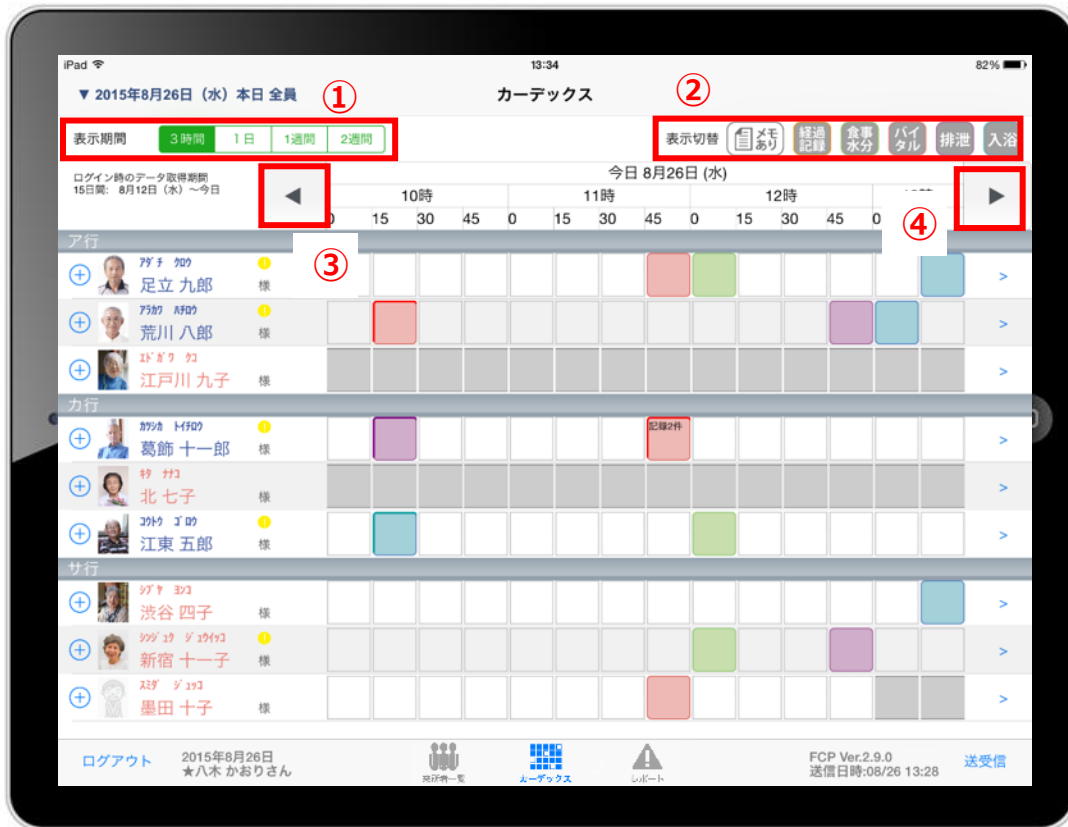 iPad 13:34 82%
▼ 2015年8月26日（水）本日 全員 ① カーデックス ②
表示期間 3時間 1日 1週間 2週間 表示切替 メモあり 経過記録 食事水分 バイタル 排泄 入浴
ログイン時のデータ取得期間
15日間: 8月12日（水）～今日
◀ 今日 8月26日 (水) ▶
10時 11時 12時
15 30 45 0 15 30 45 0 15 30 45 0
③ ④
ア行
ｱﾀﾞﾁ ｸﾛｳ
足立 九郎 様 >
ｱﾗｶﾜ ﾊﾁﾛｳ
荒川 八郎 様 >
ｴﾄﾞｶﾞﾜ ｸｺ
江戸川 九子 様 >
カ行
ｶﾂｼｶ ﾄｲﾁﾛｳ 記録2件
葛飾 十一郎 様 >
ｷﾀ ﾅﾅｺ
北 七子 様 >
ｺｳﾄｳ ｺﾞﾛｳ
江東 五郎 様 >
サ行
ｼﾌﾞﾔ ﾖﾝｺ
渋谷 四子 様 >
ｼﾝｼﾞｭｸ ｼﾞｭｳｲｯｺ
新宿 十一子 様 >
ｽﾐﾀﾞ ｼﾞｭｯｺ
墨田 十子 様 >
ログアウト 2015年8月26日 FCP Ver.2.9.0 送受信
★八木 かおりさん 送信日時:08/26 13:28
来所者一覧 カーデックス レポート